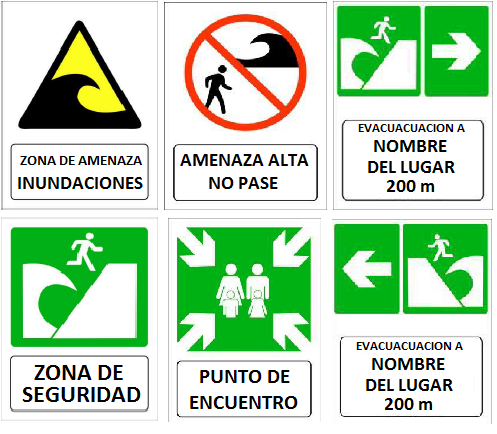 ZONA DE AMENAZA
INUNDACIONES
AMENAZA ALTA
NO PASE
EVACUACUACION A
NOMBRE
DEL LUGAR
200 m
ZONA DE
SEGURIDAD
PUNTO DE
ENCUENTRO
EVACUACUACION A
NOMBRE
DEL LUGAR
200 m